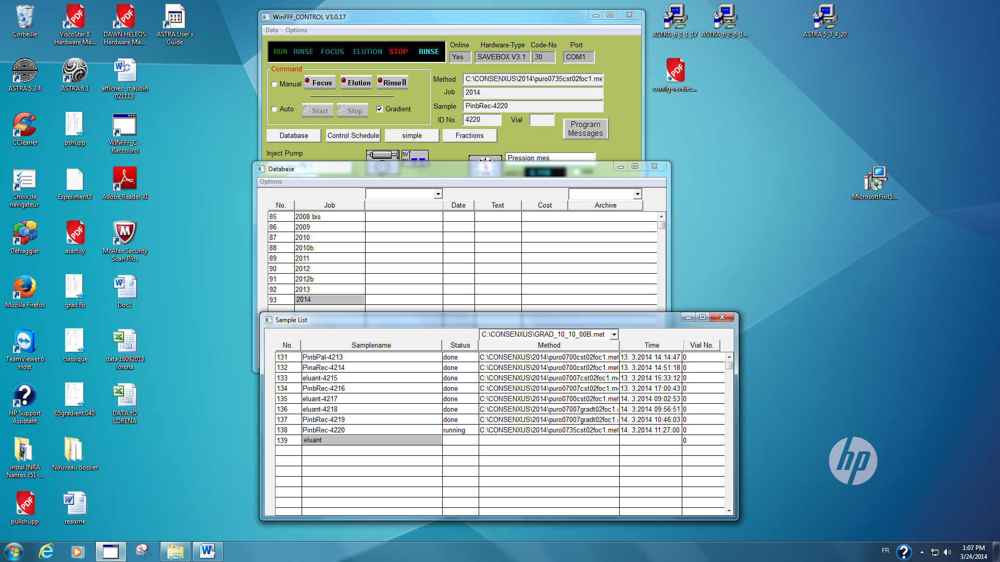 Corbeille
ViscoStar II
Hardware Ma...
DAWN HELEOS
Hardware Ma...
ASTRA User's
Guide
ASTRA 5.3.4
ASTRA 6.1
affiches st aubin
021113
CCleaner
pshupp
WINFFF_C -
Raccourci
Choix de
navigateur
Experiment3
Adobe Reader XI
Defraggler
azertuy
McAfee Security
Scan Plus
Mozilla Firefox
grad fb
Doc1
TeamViewer 6
Host
classique
data 16092013
lorena
HP Support
Assistant
05gradient 040
DATA tO
LORENA
instal INRA
Nantes 351-...
Nouveau dossier
pullshupp
readme
WinFFF_CONTROL V3.0.17
Data Options
RUN RINSE FOCUS ELUTION STOP RINSE
Online Hardware-Type Code-No Port
Yes SAVEBOX V3.1 30 COM1
Command
Manual Focus Elution Rinsell
Auto Start Stop Gradient
Method C:\CONSENXUS\2014\puro0735cst02foc1.me
Job 2014
Sample PinbRec-4220
ID No. 4220 Vial
Program
Messages
Database Control Schedule simple Fractions
Inject Pump
5V
Pression mes.
Database
Options
No. Job Date Text Cost Archive
85 2008 bis
86 2009
87 2010
88 2010b
89 2011
90 2012
91 2012b
92 2013
93 2014
Sample List
C:\CONSENXUS\GRAD_10_10_00B.met
No. Samplename Status Method Time Vial No.
131 PinbPal-4213 done C:\CONSENXUS\2014\puro0700cst02foc1.met 13. 3.2014 14:14:47 0
132 PinaRec-4214 done C:\CONSENXUS\2014\puro0700cst02foc1.met 13. 3.2014 14:51:18 0
133 eluant-4215 done C:\CONSENXUS\2014\puro07007cst02foc1.m 13. 3.2014 15:33:12 0
134 PinbRec-4216 done C:\CONSENXUS\2014\puro07007cst02foc1.m 13. 3.2014 17:00:43 0
135 eluant-4217 done C:\CONSENXUS\2014\puro0700cst02foc1.met 14. 3.2014 09:02:53 0
136 eluant-4218 done C:\CONSENXUS\2014\puro07007gradt02foc1. 14. 3.2014 09:56:51 0
137 PinbRec-4219 done C:\CONSENXUS\2014\puro07007gradt02foc1. 14. 3.2014 10:46:03 0
138 PinbRec-4220 running C:\CONSENXUS\2014\puro0735cst02foc1.met 14. 3.2014 11:27:00 0
139 eluant 0
ASTRA_6_1_1_17
ASTRA_6_0_6_1...
ASTRA 5_3_4_20
config-revelec...
MicrosoftFixit5...
hp
FR
1:07 PM
3/24/2014